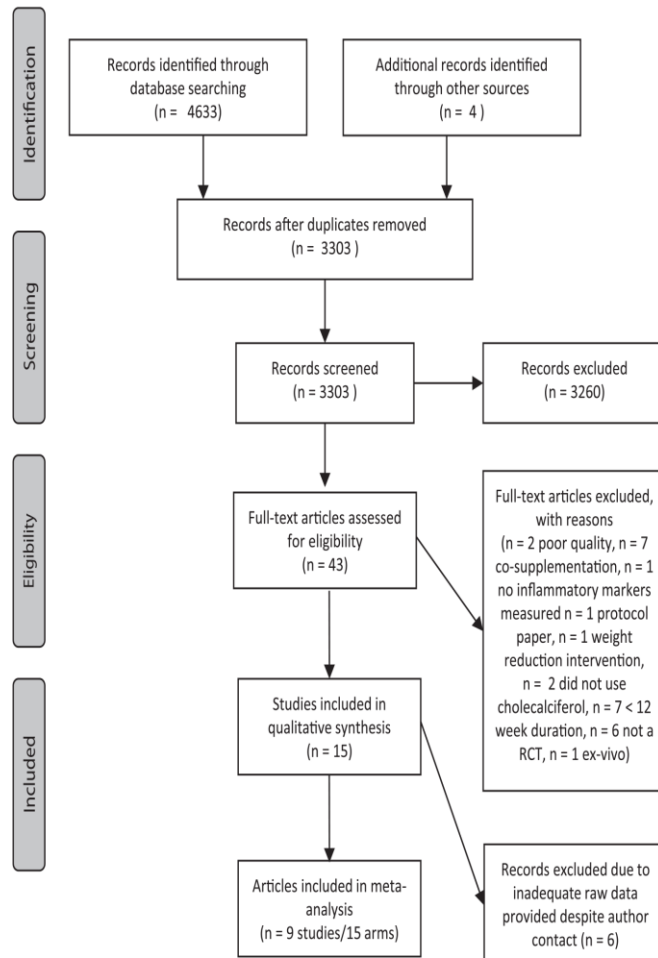 Identification
Records identified through
database searching
(n = 4633)
Additional records identified
through other sources
(n = 4 )
Records after duplicates removed
(n = 3303 )
Screening
Records screened
(n = 3303 )
Records excluded
(n = 3260)
Eligibility
Full-text articles assessed
for eligibility
(n = 43)
Full-text articles excluded,
with reasons
(n = 2 poor quality, n = 7
co-supplementation, n = 1
no inflammatory markers
measured n = 1 protocol
paper, n = 1 weight
reduction intervention,
n = 2 did not use
cholecalciferol, n = 7 < 12
week duration, n = 6 not a
RCT, n = 1 ex-vivo)
Included
Studies included in
qualitative synthesis
(n = 15)
Articles included in meta-
analysis
(n = 9 studies/15 arms)
Records excluded due to
inadequate raw data
provided despite author
contact (n = 6)